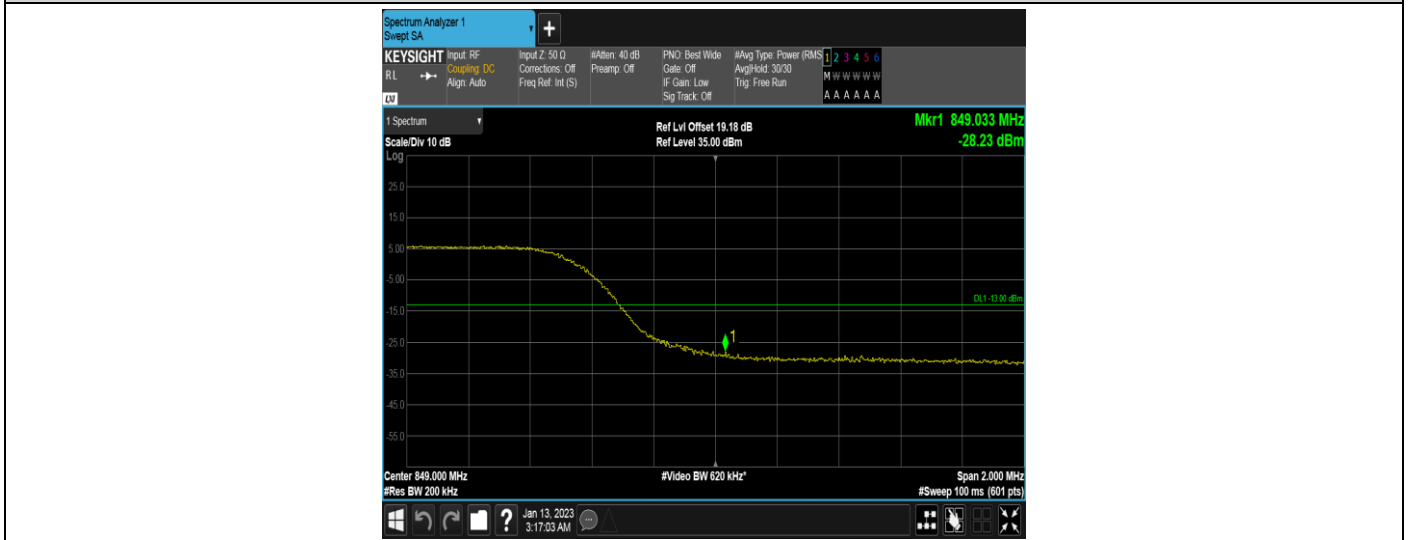 Spectrum Analyzer 1
Swept SA
+
KEYSIGHT
RL
LXI
Input: RF
Coupling: DC
Align: Auto
Input Z: 50 Ω
Corrections: Off
Freq Ref: Int (S)
#Atten: 40 dB
Preamp: Off
PNO: Best Wide
Gate: Off
IF Gain: Low
Sig Track: Off
#Avg Type: Power (RMS
Avg|Hold: 30/30
Trig: Free Run
1 2 3 4 5 6
M W W W W W
A A A A A A
1 Spectrum
Scale/Div 10 dB
Log
Ref Lvl Offset 19.18 dB
Ref Level 35.00 dBm
Mkr1 849.033 MHz
-28.23 dBm
25.0
15.0
5.00
-5.00
DL1 -13.00 dBm
-15.0
1
-25.0
-35.0
-45.0
-55.0
Center 849.000 MHz
#Video BW 620 kHz*
Span 2.000 MHz
#Res BW 200 kHz
#Sweep 100 ms (601 pts)
?
Jan 13, 2023
3:17:03 AM